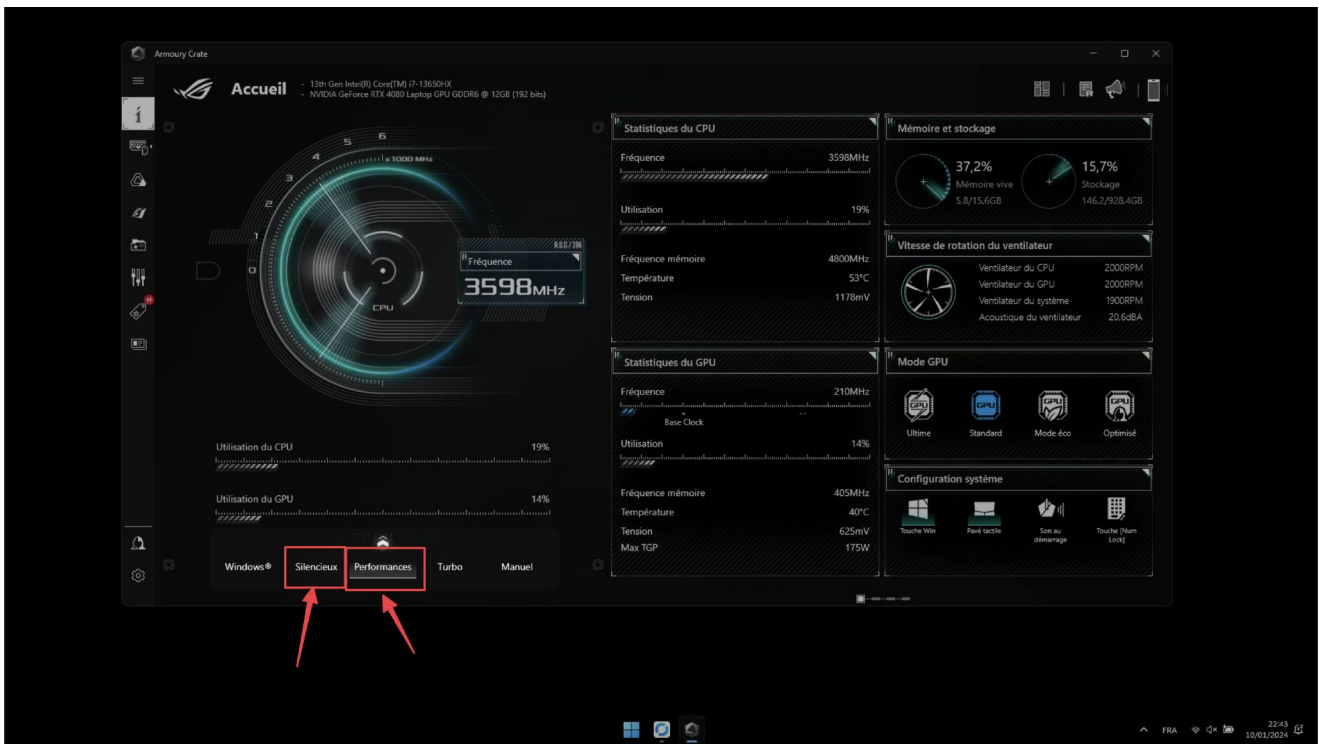 Armoury Crate
Accueil
- 13th Gen Intel(R) Core(TM) i7-13650HX
- NVIDIA GeForce RTX 4080 Laptop GPU GDDR6 @ 12GB (192 bits)
0
1
2
3
4
5
6
x 1000 MHz
CPU
R.O.G / 286
Fréquence
3598MHz
Utilisation du CPU 19%
Utilisation du GPU 14%
Windows® Silencieux Performances Turbo Manuel
Statistiques du CPU
Fréquence 3598MHz
Utilisation 19%
Fréquence mémoire 4800MHz
Température 53°C
Tension 1178mV
Statistiques du GPU
Fréquence 210MHz
Base Clock
Utilisation 14%
Fréquence mémoire 405MHz
Température 40°C
Tension 625mV
Max TGP 175W
Mémoire et stockage
37,2%
Mémoire vive
5.8/15.6GB
15,7%
Stockage
146.2/928.4GB
Vitesse de rotation du ventilateur
Ventilateur du CPU 2000RPM
Ventilateur du GPU 2000RPM
Ventilateur du système 1900RPM
Acoustique du ventilateur 20.6dBA
Mode GPU
GPU GPU GPU GPU
Ultime Standard Mode éco Optimisé
Configuration système
Touche Win Pavé tactile Son au démarrage Touche [Num Lock]
FRA
22:43
10/01/2024